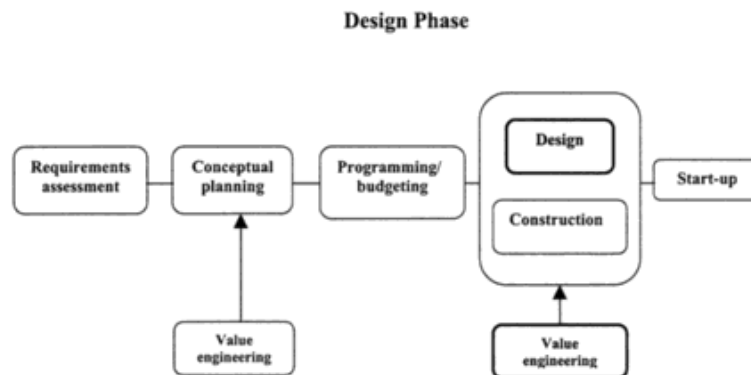 Design Phase
Requirements
assessment
Conceptual
planning
Programming/
budgeting
Design
Construction
Start-up
Value
engineering
Value
engineering